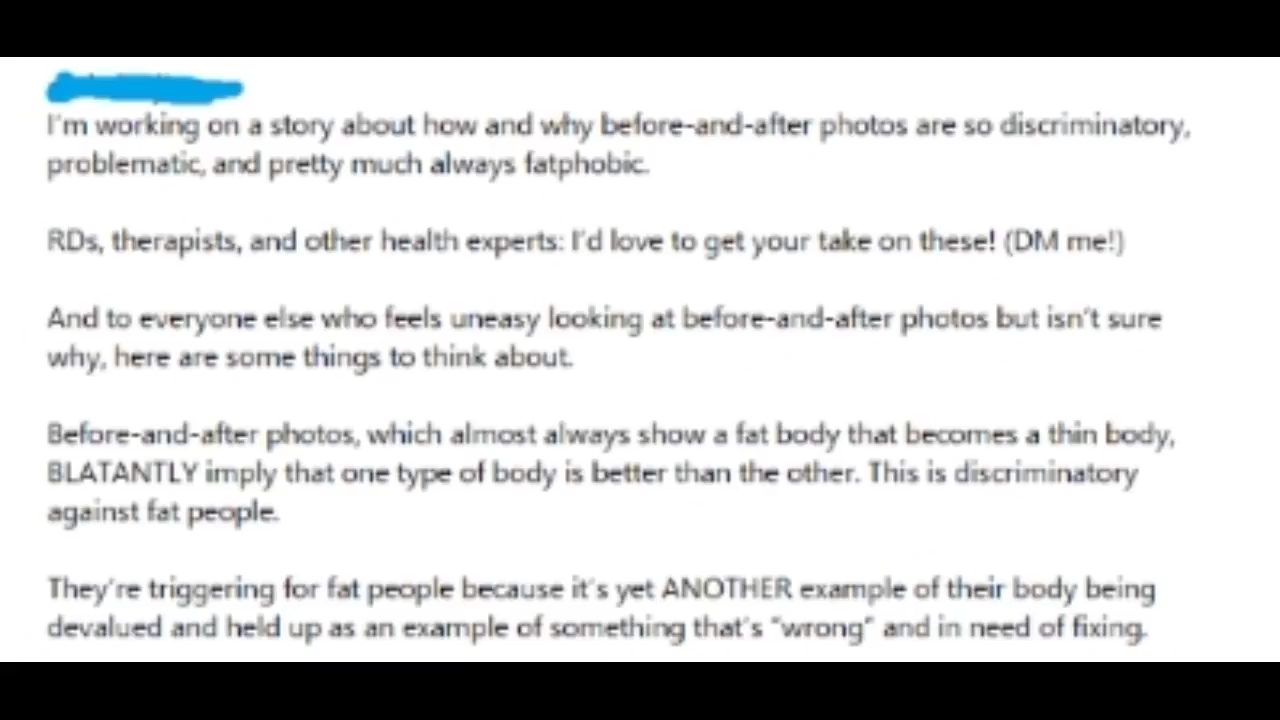 I'm working on a story about how and why before-and-after photos are so discriminatory,
problematic, and pretty much always fatphobic.
RDs, therapists, and other health experts: I'd love to get your take on these! (DM me!)
And to everyone else who feels uneasy looking at before-and-after photos but isn't sure
why, here are some things to think about.
Before-and-after photos, which almost always show a fat body that becomes a thin body,
BLATANTLY imply that one type of body is better than the other. This is discriminatory
against fat people.
They're triggering for fat people because it's yet ANOTHER example of their body being
devalued and held up as an example of something that's "wrong" and in need of fixing.